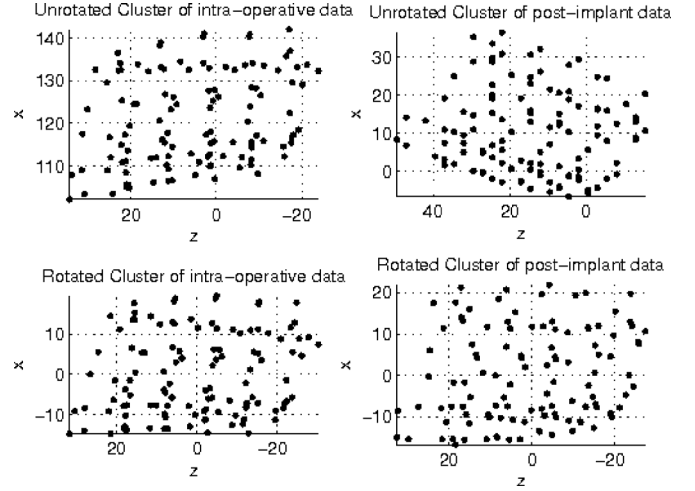 Unrotated Cluster of intra-operative data
140
130
120
110
x
20
0
-20
z
Unrotated Cluster of post-implant data
30
20
10
0
x
40
20
0
z
Rotated Cluster of intra-operative data
10
0
-10
x
20
0
-20
z
Rotated Cluster of post-implant data
20
10
0
-10
x
20
0
-20
z